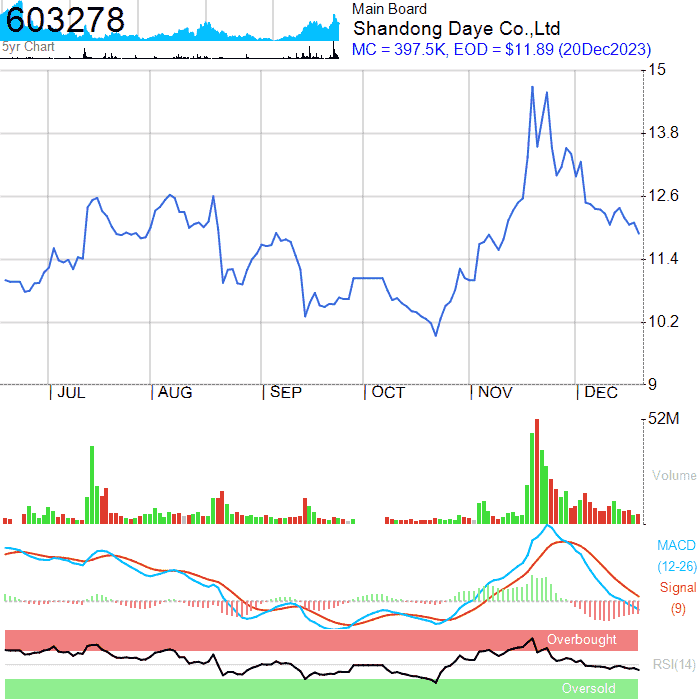 603278
Main Board
Shandong Daye Co.,Ltd
5yr Chart
MC = 397.5K, EOD = $11.89 (20Dec2023)
15
13.8
12.6
11.4
10.2
9
JUL AUG SEP OCT NOV DEC
52M
Volume
MACD
(12-26)
Signal
(9)
Overbought
RSI(14)
Oversold